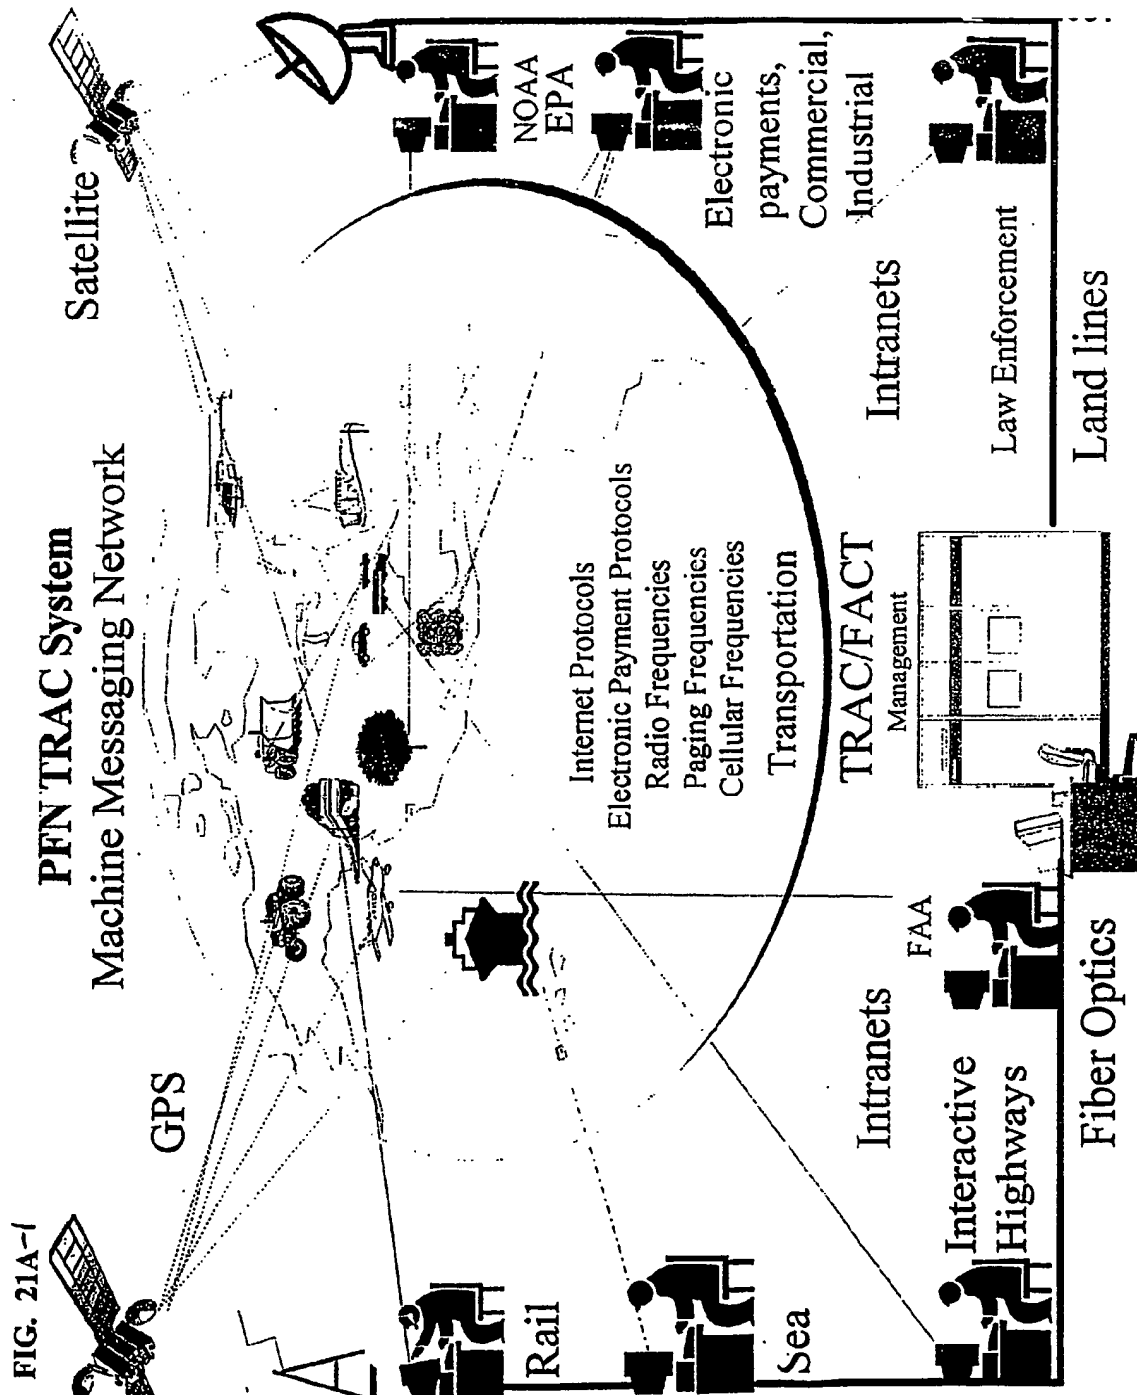 FIG. 21A-1
PFN TRAC System
Machine Messaging Network
GPS
Satellite
NOAA
EPA
Electronic
payments,
Commercial,
Industrial
Internet Protocols
Electronic Payment Protocols
Radio Frequencies
Paging Frequencies
Cellular Frequencies
Transportation
TRAC/FACT
Management
Rail
Sea
Intranets
FAA
Interactive
Highways
Intranets
Law Enforcement
Fiber Optics
Land lines